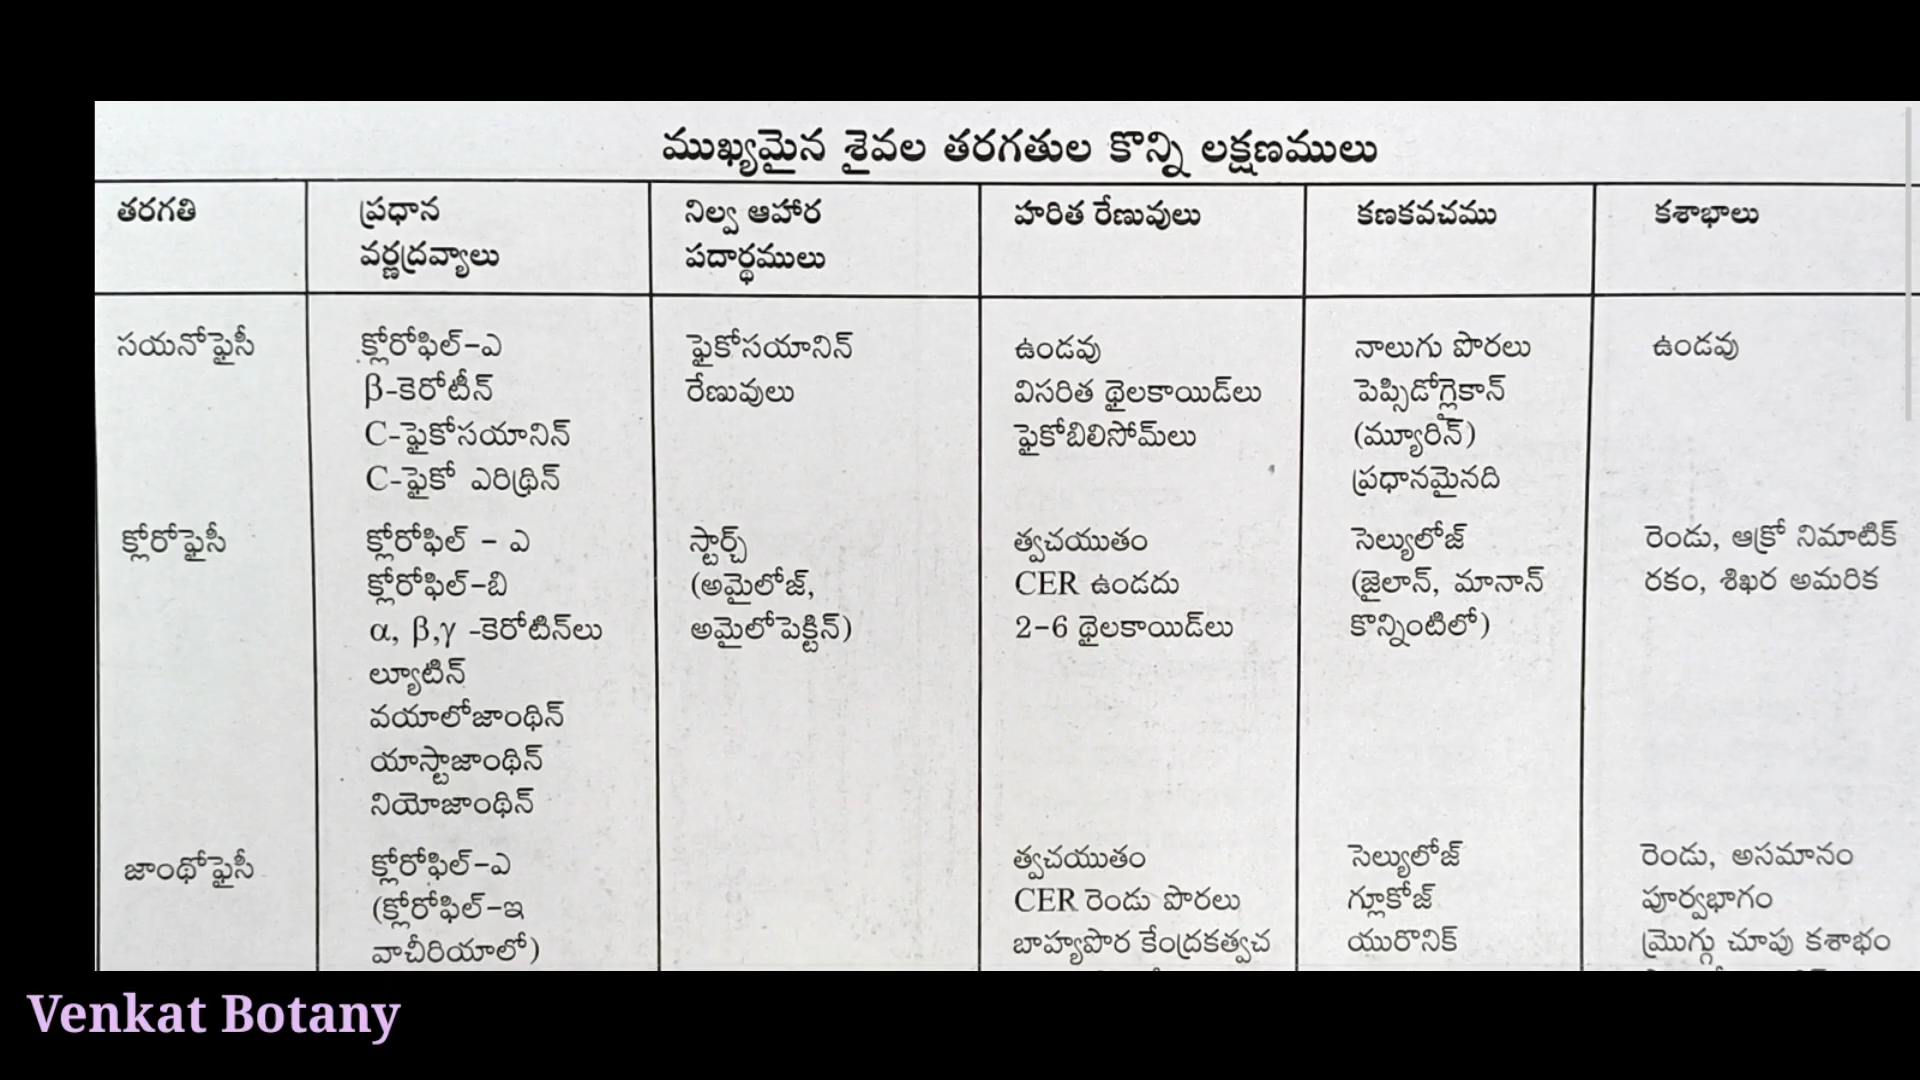 ముఖ్యమైన శైవల తరగతుల కొన్ని లక్షణములు
తరగతి
ప్రధాన
వర్ణద్రవ్యాలు
నిల్వ ఆహార
పదార్థములు
హరిత రేణువులు
కణకవచము
కశాభాలు
సయనోఫైసీ
క్లోరోఫిల్-ఎ
β-కెరోటీన్
C-ఫైకోసయానిన్
C-ఫైకో ఎరిథ్రిన్
ఫైకోసయానిన్
రేణువులు
ఉండవు
విసరిత థైలకాయిడ్‌లు
ఫైకోబిలిసోమ్‌లు
నాలుగు పొరలు
పెప్సిడోగ్లైకాన్
(మ్యూరిన్)
ప్రధానమైనది
ఉండవు
క్లోరోఫైసీ
క్లోరోఫిల్ - ఎ
క్లోరోఫిల్-బి
α, β,γ -కెరోటిన్‌లు
ల్యూటిన్
వయాలోజాంథిన్
యాస్టాజాంథిన్
నియోజాంథిన్
స్టార్చ్
(అమైలోజ్,
అమైలోపెక్టిన్)
త్వచయుతం
CER ఉండదు
2-6 థైలకాయిడ్‌లు
సెల్యులోజ్
(జైలాన్, మానాన్
కొన్నింటిలో)
రెండు, ఆక్రో నిమాటిక్
రకం, శిఖర అమరిక
జాంథోఫైసీ
క్లోరోఫిల్-ఎ
(క్లోరోఫిల్-ఇ
వాచీరియాలో)
త్వచయుతం
CER రెండు పొరలు
బాహ్యపొర కేంద్రకత్వచ
సెల్యులోజ్
గ్లూకోజ్
యురొనిక్
రెండు, అసమానం
పూర్వభాగం
మ్రొగ్గు చూపు కశాభం
Venkat Botany